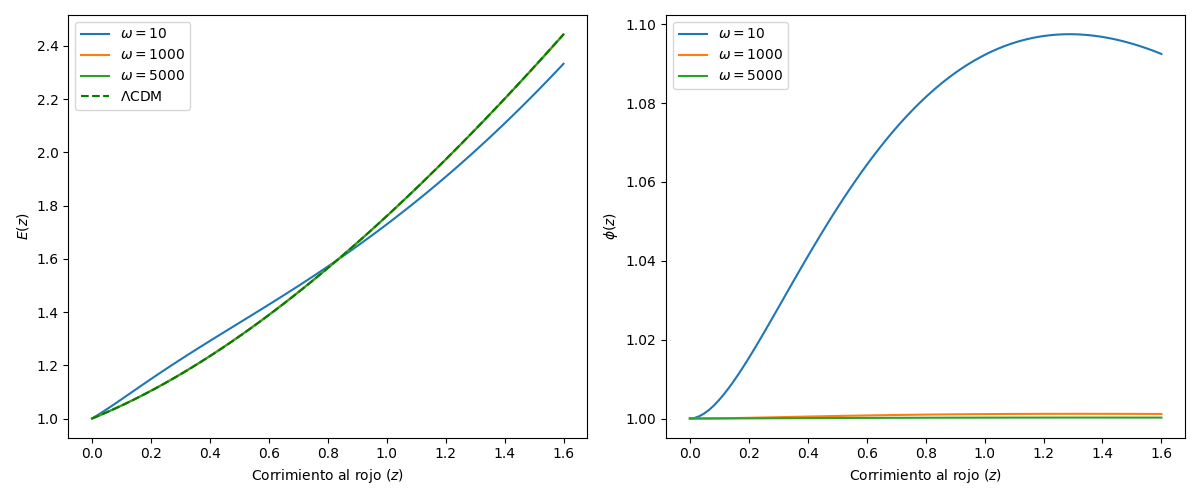 2.4
2.2
2.0
1.8
1.6
1.4
1.2
1.0
E(z)
ω = 10
ω = 1000
ω = 5000
ΛCDM
0.0 0.2 0.4 0.6 0.8 1.0 1.2 1.4 1.6
Corrimiento al rojo (z)
1.10
1.08
1.06
1.04
1.02
1.00
ϕ(z)
ω = 10
ω = 1000
ω = 5000
0.0 0.2 0.4 0.6 0.8 1.0 1.2 1.4 1.6
Corrimiento al rojo (z)